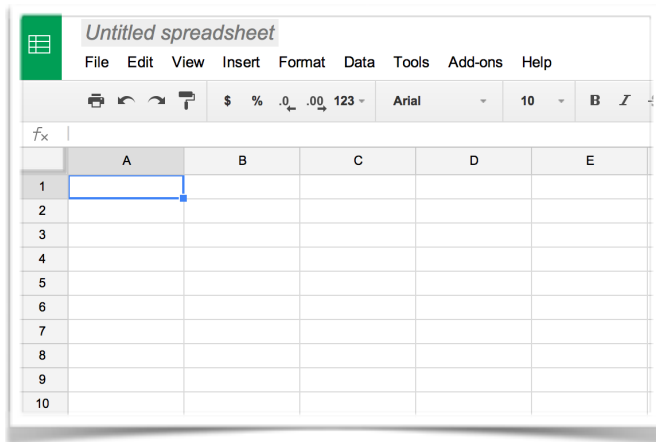 Untitled spreadsheet
File Edit View Insert Format Data Tools Add-ons Help
$ % .0 .00 123 Arial 10 B I
fx
A B C D E
1
2
3
4
5
6
7
8
9
10